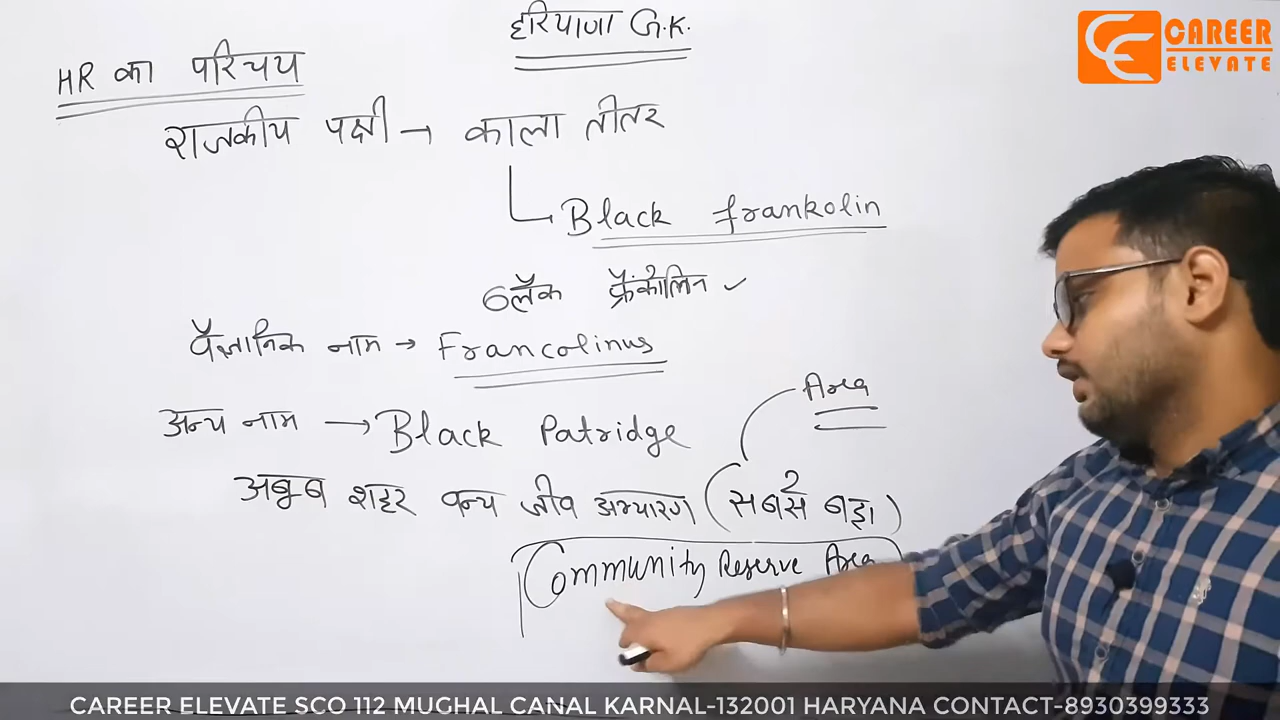 हरियाणा G.K.
CAREER
ELEVATE
HR का परिचय
राजकीय पक्षी → काला तीतर
Black frankolin
ब्लैक फ्रैंकोलिन ✓
वैज्ञानिक नाम → Francolinus
Area
अन्य नाम → Black Patridge
अबुब शहर वन्य जीव अभ्यारण (सबसे बड़ा)
Community Reserve Area
CAREER ELEVATE SCO 112 MUGHAL CANAL KARNAL-132001 HARYANA CONTACT-8930399333